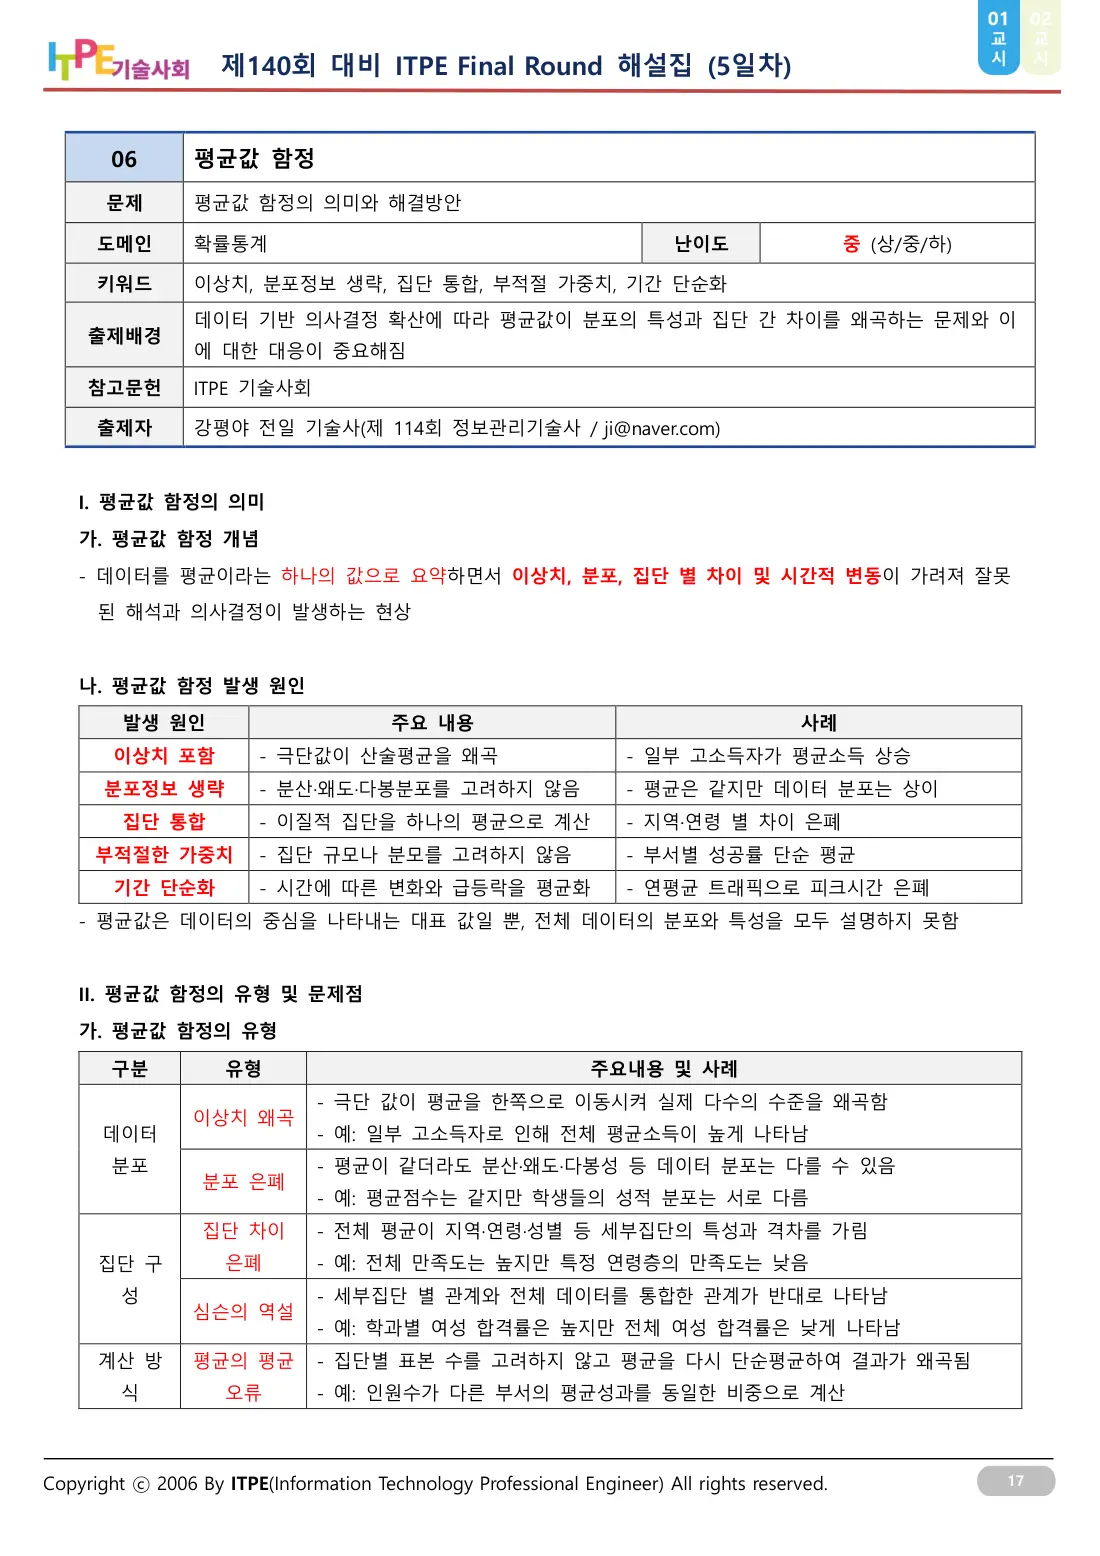 ITPE기술사회 제140회 대비 ITPE Final Round 해설집 (5일차)
01 교시
02 교시
06 평균값 함정
문제 평균값 함정의 의미와 해결방안
도메인 확률통계 난이도 중 (상/중/하)
키워드 이상치, 분포정보 생략, 집단 통합, 부적절 가중치, 기간 단순화
출제배경 데이터 기반 의사결정 확산에 따라 평균값이 분포의 특성과 집단 간 차이를 왜곡하는 문제와 이
에 대한 대응이 중요해짐
참고문헌 ITPE 기술사회
출제자 강평야 전일 기술사(제 114회 정보관리기술사 / ji@naver.com)
I. 평균값 함정의 의미
가. 평균값 함정 개념
- 데이터를 평균이라는 하나의 값으로 요약하면서 이상치, 분포, 집단 별 차이 및 시간적 변동이 가려져 잘못
된 해석과 의사결정이 발생하는 현상
나. 평균값 함정 발생 원인
발생 원인 주요 내용 사례
이상치 포함 - 극단값이 산술평균을 왜곡 - 일부 고소득자가 평균소득 상승
분포정보 생략 - 분산·왜도·다봉분포를 고려하지 않음 - 평균은 같지만 데이터 분포는 상이
집단 통합 - 이질적 집단을 하나의 평균으로 계산 - 지역·연령 별 차이 은폐
부적절한 가중치 - 집단 규모나 분모를 고려하지 않음 - 부서별 성공률 단순 평균
기간 단순화 - 시간에 따른 변화와 급등락을 평균화 - 연평균 트래픽으로 피크시간 은폐
- 평균값은 데이터의 중심을 나타내는 대표 값일 뿐, 전체 데이터의 분포와 특성을 모두 설명하지 못함
II. 평균값 함정의 유형 및 문제점
가. 평균값 함정의 유형
구분 유형 주요내용 및 사례
데이터
분포
이상치 왜곡
- 극단 값이 평균을 한쪽으로 이동시켜 실제 다수의 수준을 왜곡함
- 예: 일부 고소득자로 인해 전체 평균소득이 높게 나타남
분포 은폐
- 평균이 같더라도 분산·왜도·다봉성 등 데이터 분포는 다를 수 있음
- 예: 평균점수는 같지만 학생들의 성적 분포는 서로 다름
집단 구
성
집단 차이
은폐
- 전체 평균이 지역·연령·성별 등 세부집단의 특성과 격차를 가림
- 예: 전체 만족도는 높지만 특정 연령층의 만족도는 낮음
심슨의 역설
- 세부집단 별 관계와 전체 데이터를 통합한 관계가 반대로 나타남
- 예: 학과별 여성 합격률은 높지만 전체 여성 합격률은 낮게 나타남
계산 방
식
평균의 평균
오류
- 집단별 표본 수를 고려하지 않고 평균을 다시 단순평균하여 결과가 왜곡됨
- 예: 인원수가 다른 부서의 평균성과를 동일한 비중으로 계산
Copyright ⓒ 2006 By ITPE(Information Technology Professional Engineer) All rights reserved.
17